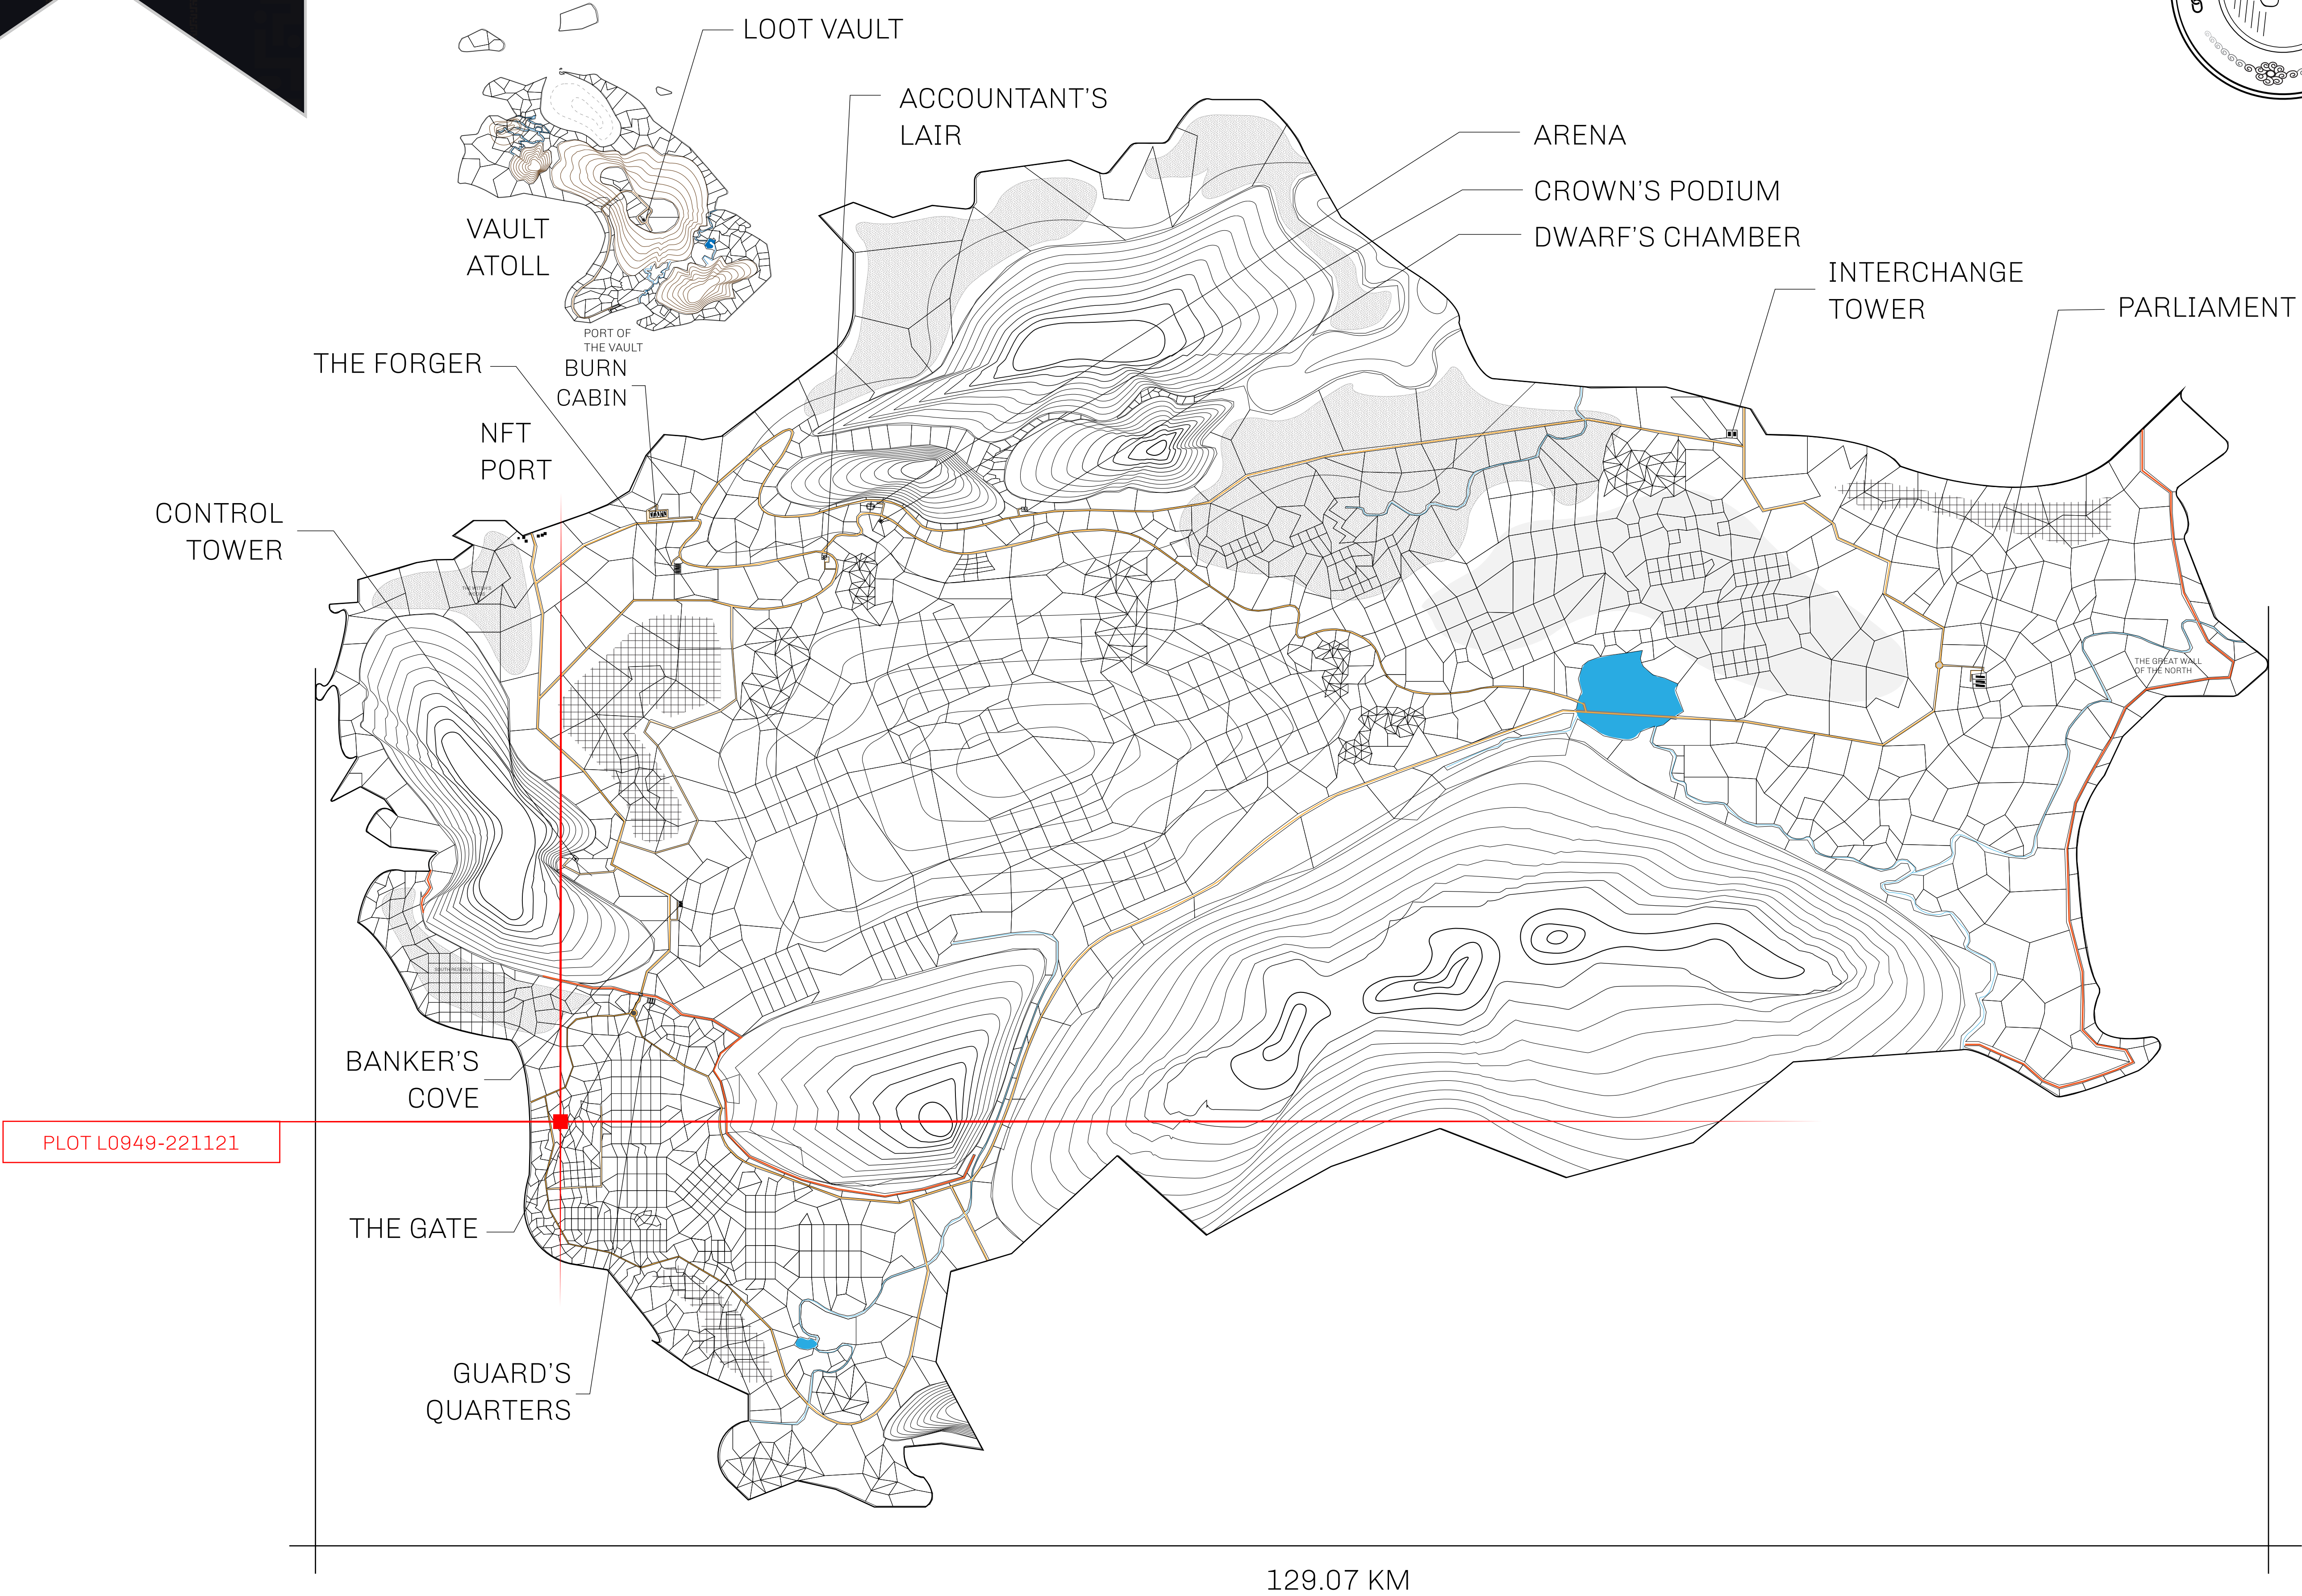 LOOT VAULT
ACCOUNTANT'S
LAIR
ARENA
CROWN'S PODIUM
DWARF'S CHAMBER
INTERCHANGE
TOWER
PARLIAMENT
VAULT
ATOLL
PORT OF
THE VAULT
THE FORGER
BURN
CABIN
NFT
PORT
CONTROL
TOWER
THE GREAT WALL
OF THE NORTH
SOUTH RESERVE
BANKER'S
COVE
PLOT L0949-221121
THE GATE
GUARD'S
QUARTERS
129.07 KM